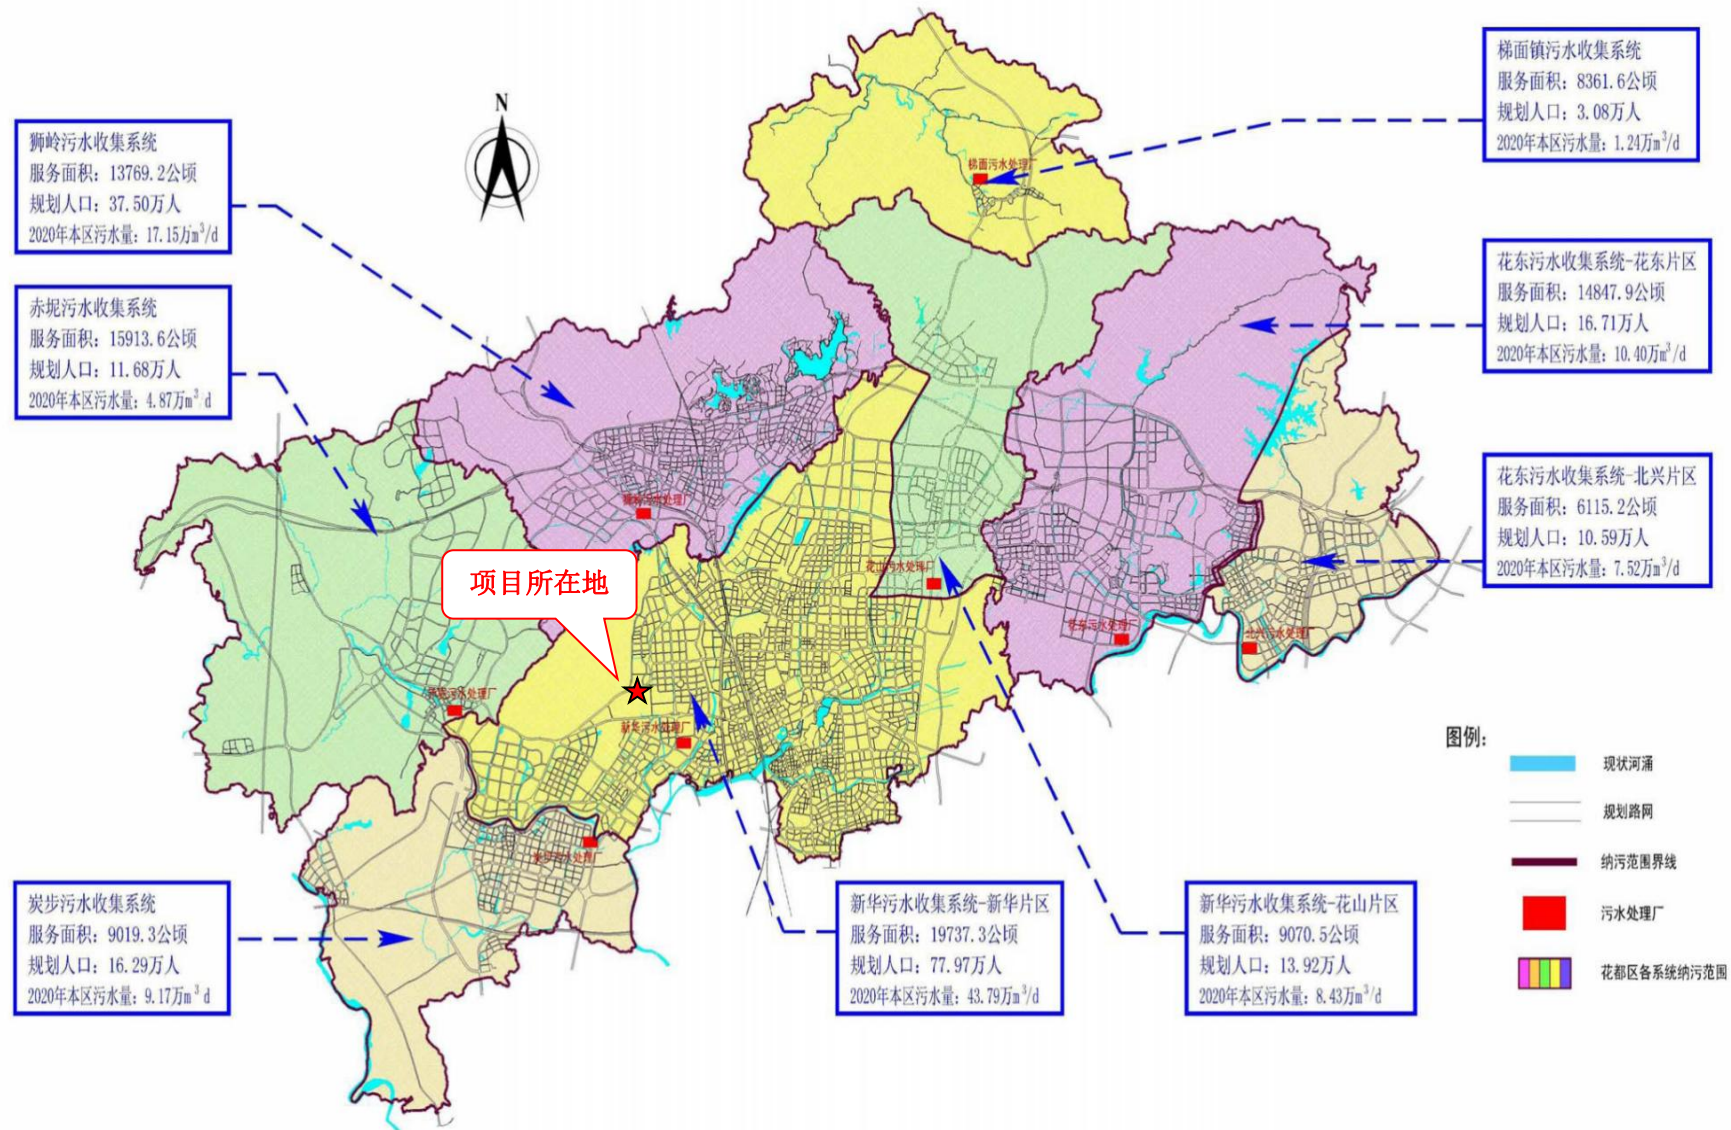 N
梯面镇污水收集系统
服务面积：8361.6公顷
规划人口：3.08万人
2020年本区污水量：1.24万m³/d
狮岭污水收集系统
服务面积：13769.2公顷
规划人口：37.50万人
2020年本区污水量：17.15万m³/d
梯面污水处理厂
花东污水收集系统-花东片区
服务面积：14847.9公顷
规划人口：16.71万人
2020年本区污水量：10.40万m³/d
赤坭污水收集系统
服务面积：15913.6公顷
规划人口：11.68万人
2020年本区污水量：4.87万m³ d
花东污水收集系统-北兴片区
服务面积：6115.2公顷
规划人口：10.59万人
2020年本区污水量：7.52万m³/d
污水处理厂
项目所在地
花山污水处理厂
花东污水处理厂
北兴污水处理厂
污水处理厂
新华污水处理厂
污水处理厂
图例：
现状河涌
规划路网
纳污范围界线
污水处理厂
花都区各系统纳污范围
炭步污水收集系统
服务面积：9019.3公顷
规划人口：16.29万人
2020年本区污水量：9.17万m³ d
新华污水收集系统-新华片区
服务面积：19737.3公顷
规划人口：77.97万人
2020年本区污水量：43.79万m³/d
新华污水收集系统-花山片区
服务面积：9070.5公顷
规划人口：13.92万人
2020年本区污水量：8.43万m³/d